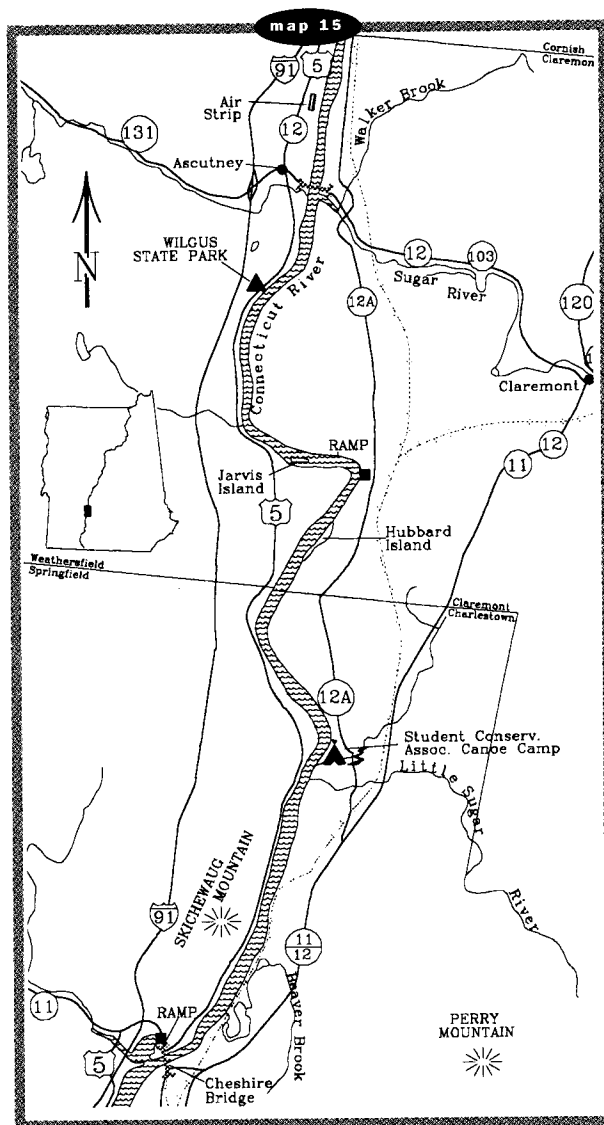 map 15
91
5
Cornish
Claremon
Air
Strip
Walker Brook
131
12
Ascutney
WILGUS
STATE PARK
N
12
103
Sugar
River
12A
120
Connecticut River
Claremont
RAMP
12
11
Jarvis
Island
5
Hubbard
Island
Weathersfield
Springfield
Claremont
Charlestown
12A
Student Conserv.
Assoc. Canoe Camp
Little Sugar
River
SKICHEWAUG
MOUNTAIN
91
11
12
11
RAMP
Beaver Brook
PERRY
MOUNTAIN
5
Cheshire
Bridge